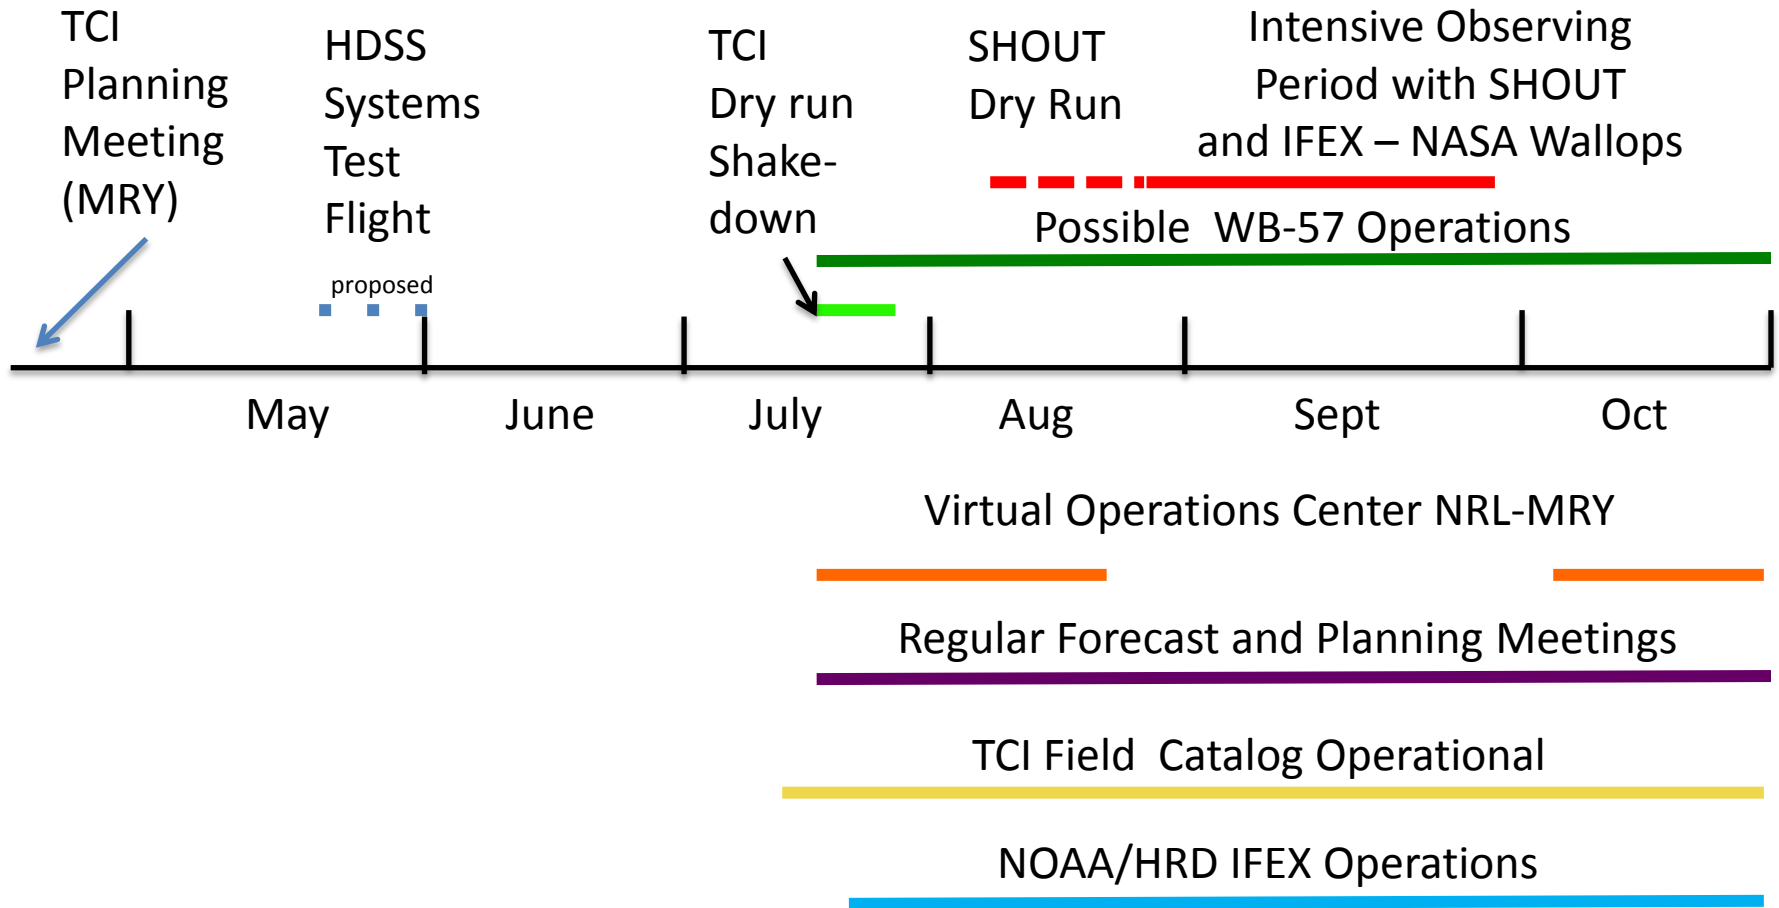 TCI
Planning
Meeting
(MRY)
HDSS
Systems
Test
Flight
proposed
TCI
Dry run
Shake-
down
SHOUT
Dry Run
Intensive Observing
Period with SHOUT
and IFEX – NASA Wallops
Possible WB-57 Operations
May June July Aug Sept Oct
Virtual Operations Center NRL-MRY
Regular Forecast and Planning Meetings
TCI Field Catalog Operational
NOAA/HRD IFEX Operations